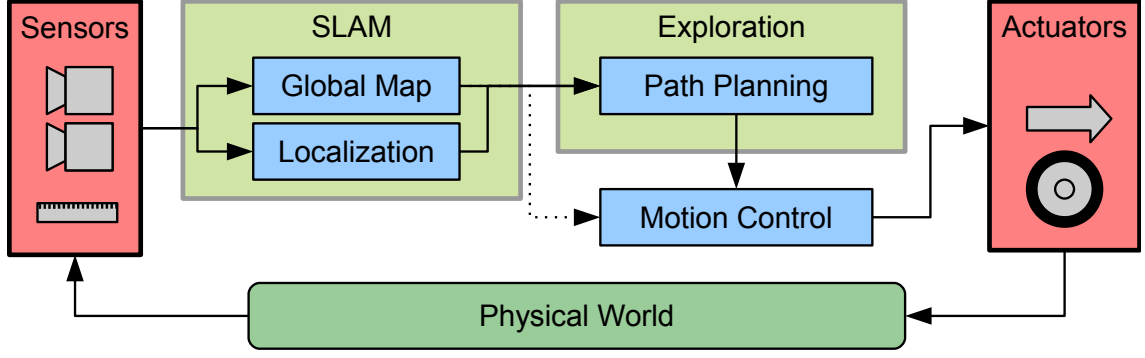 Sensors
SLAM
Exploration
Actuators
Global Map
Path Planning
Localization
Motion Control
Physical World